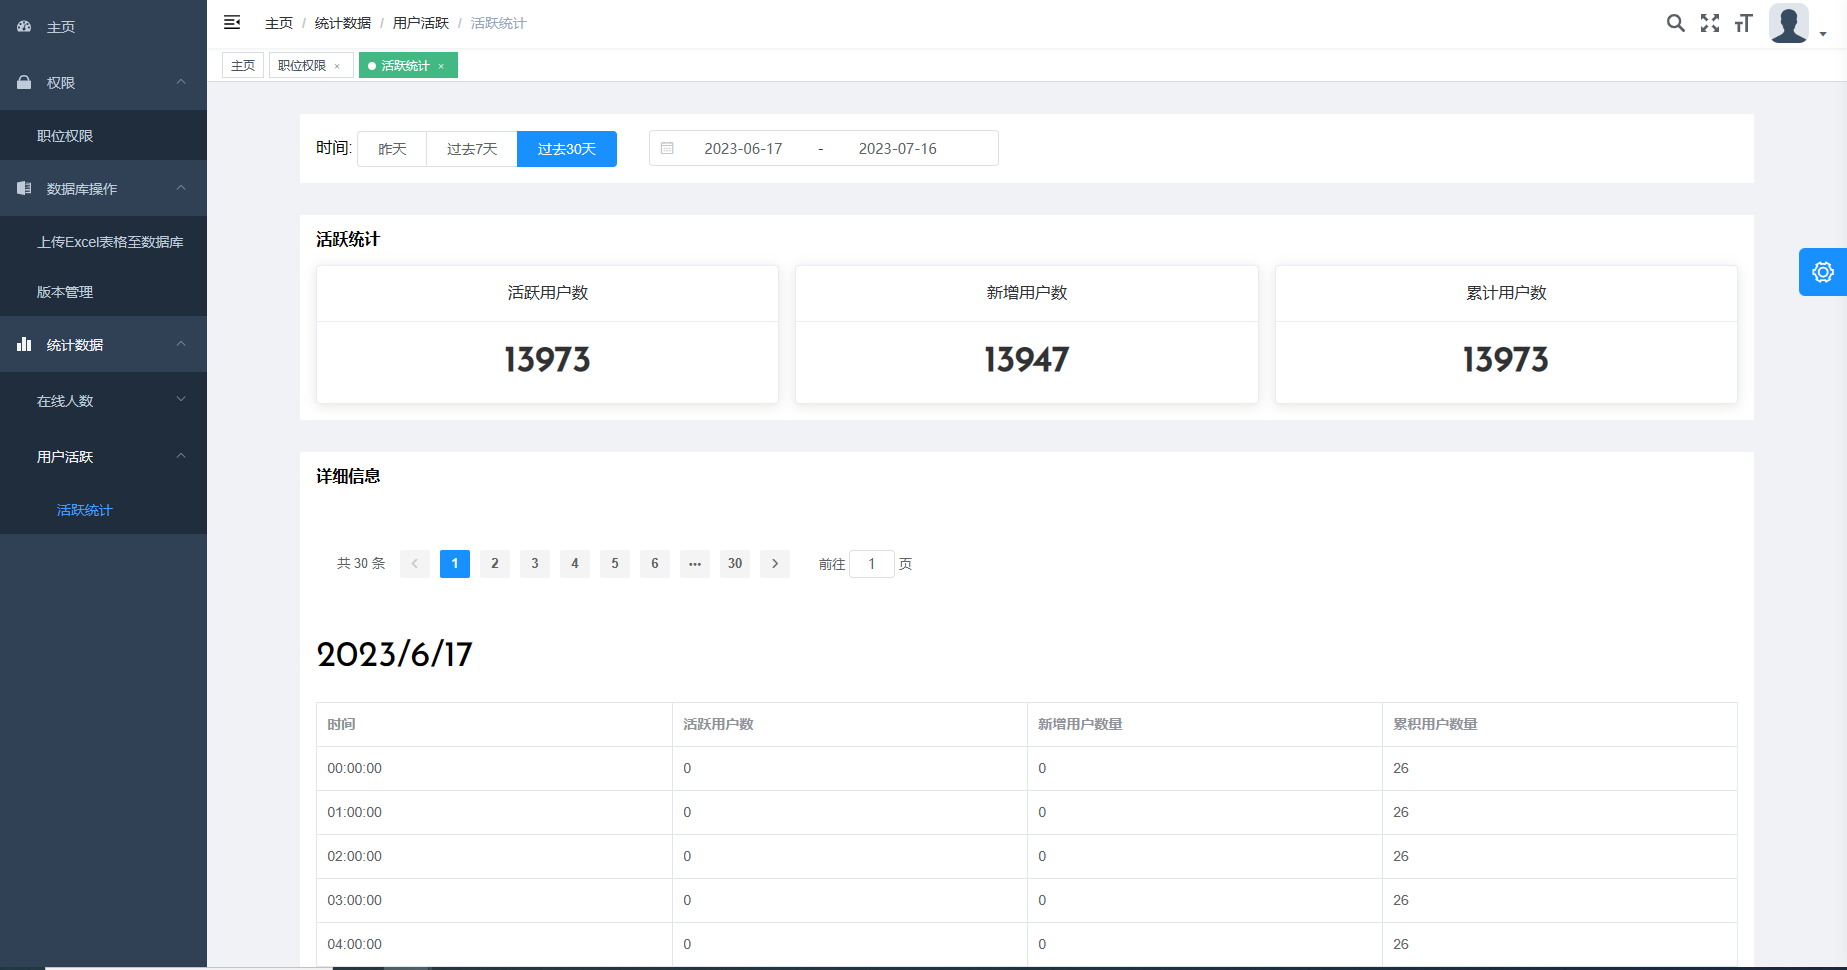 主页
权限
职位权限
数据库操作
上传Excel表格至数据库
版本管理
统计数据
在线人数
用户活跃
活跃统计
主页 / 统计数据 / 用户活跃 / 活跃统计
主页 职位权限 × 活跃统计 ×
时间: 昨天 过去7天 过去30天 2023-06-17 - 2023-07-16
活跃统计
活跃用户数 新增用户数 累计用户数
13973 13947 13973
详细信息
共 30 条 1 2 3 4 5 6 ··· 30 前往 1 页
2023/6/17
时间 活跃用户数 新增用户数量 累积用户数量
00:00:00 0 0 26
01:00:00 0 0 26
02:00:00 0 0 26
03:00:00 0 0 26
04:00:00 0 0 26